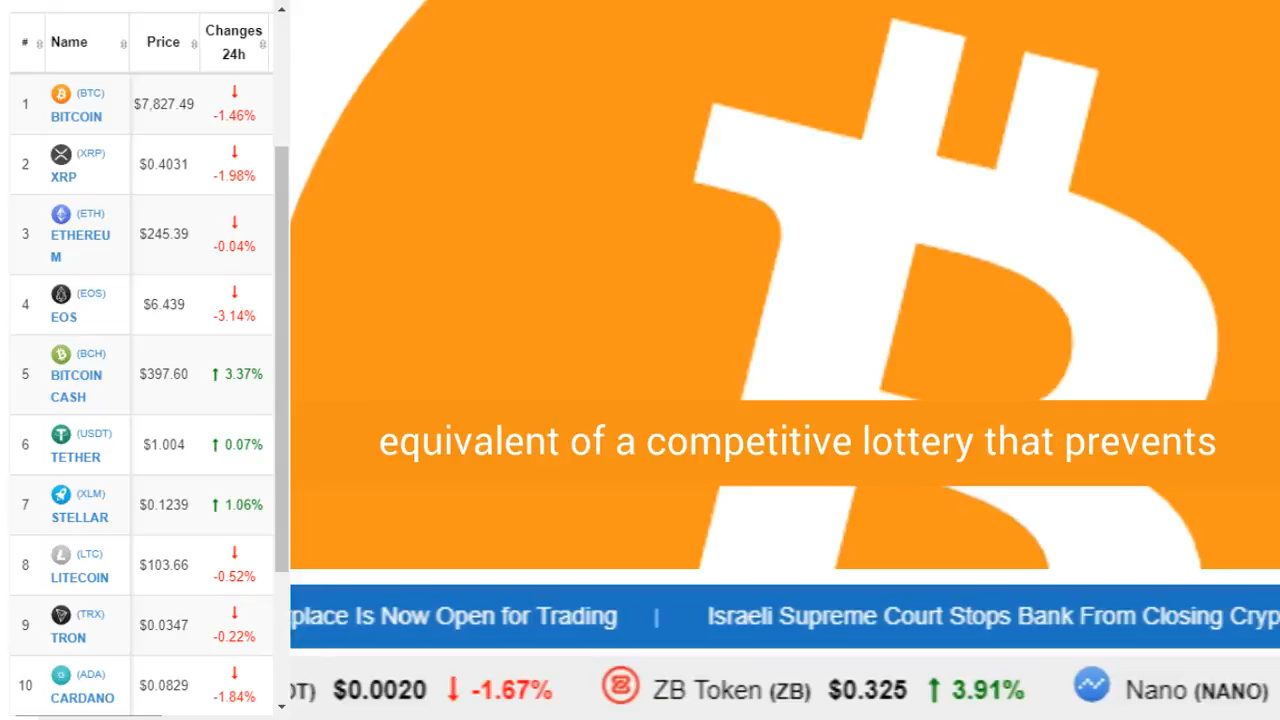 # Name Price Changes
24h
1 (BTC) $7,827.49
BITCOIN -1.46%
2 (XRP) $0.4031
XRP -1.98%
3 (ETH) $245.39
ETHEREU -0.04%
M
4 (EOS) $6.439
EOS -3.14%
5 (BCH) $397.60 3.37%
BITCOIN
CASH
6 (USDT) $1.004 0.07%
TETHER
7 (XLM) $0.1239 1.06%
STELLAR
8 (LTC) $103.66
LITECOIN -0.52%
9 (TRX) $0.0347
TRON -0.22%
10 (ADA) $0.0829
CARDANO -1.84%
equivalent of a competitive lottery that prevents
place Is Now Open for Trading | Israeli Supreme Court Stops Bank From Closing Cryp
OT) $0.0020 -1.67% ZB Token (ZB) $0.325 3.91% Nano (NANO)